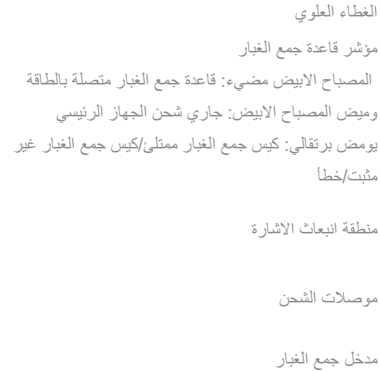 الغطاء العلوي
مؤشر قاعدة جمع الغبار
المصباح الابيض مضيء: قاعدة جمع الغبار متصلة بالطاقة
وميض المصباح الابيض: جاري شحن الجهاز الرئيسي
يومض برتقالي: كيس جمع الغبار ممتلئ/كيس جمع الغبار غير
مثبت/خطأ
منطقة انبعاث الاشارة
موصلات الشحن
مدخل جمع الغبار